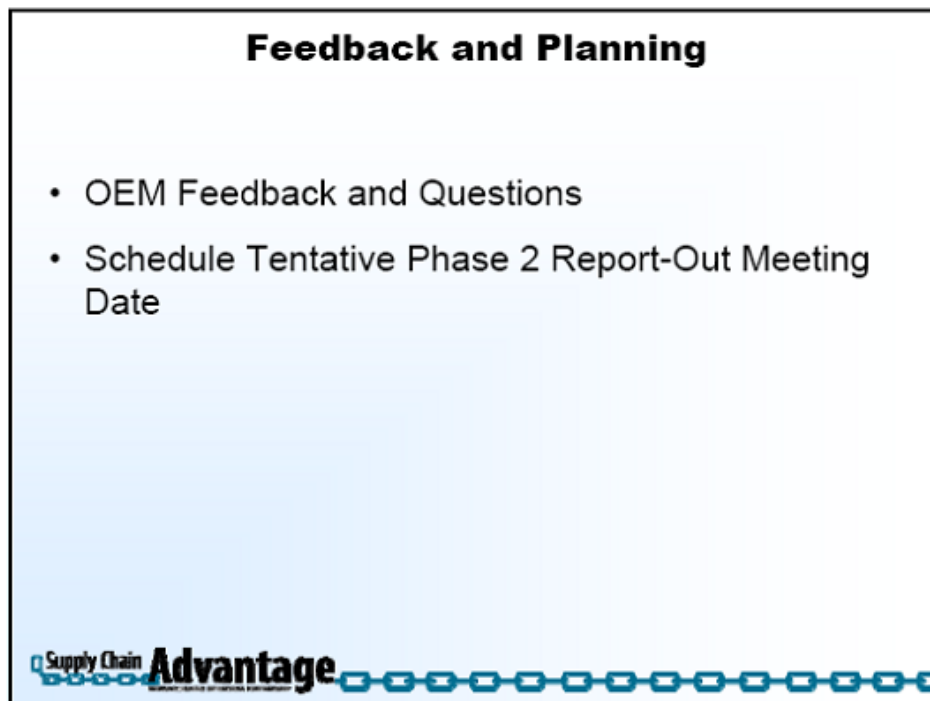 Feedback and Planning
• OEM Feedback and Questions
• Schedule Tentative Phase 2 Report-Out Meeting
Date
Supply Chain Advantage